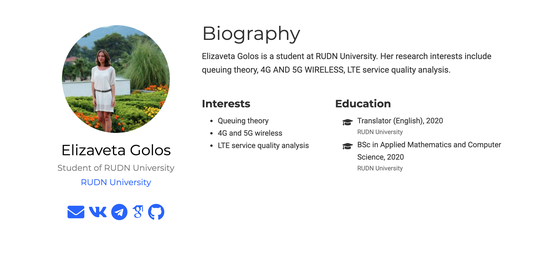 Biography
Elizaveta Golos is a student at RUDN University. Her research interests include
queuing theory, 4G AND 5G WIRELESS, LTE service quality analysis.
Interests
Queuing theory
4G and 5G wireless
LTE service quality analysis
Education
Translator (English), 2020
RUDN University
BSc in Applied Mathematics and Computer
Science, 2020
RUDN University
Elizaveta Golos
Student of RUDN University
RUDN University